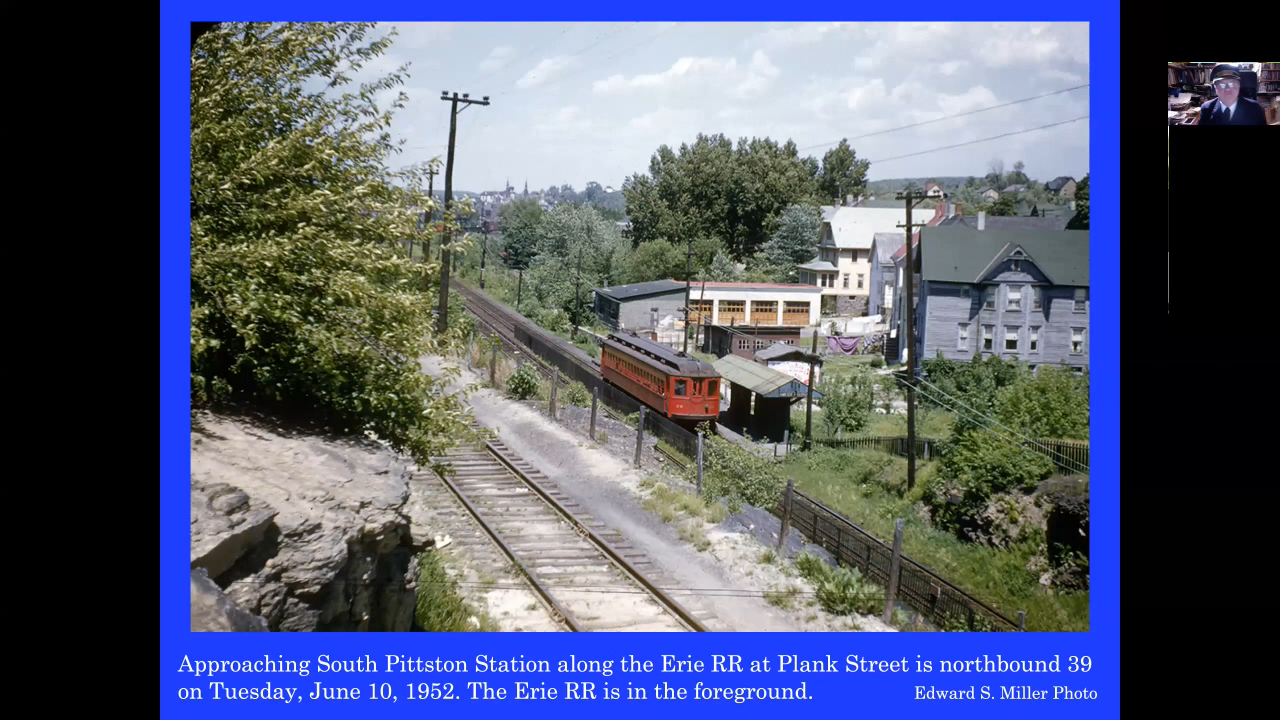 Approaching South Pittston Station along the Erie RR at Plank Street is northbound 39
on Tuesday, June 10, 1952. The Erie RR is in the foreground.
Edward S. Miller Photo